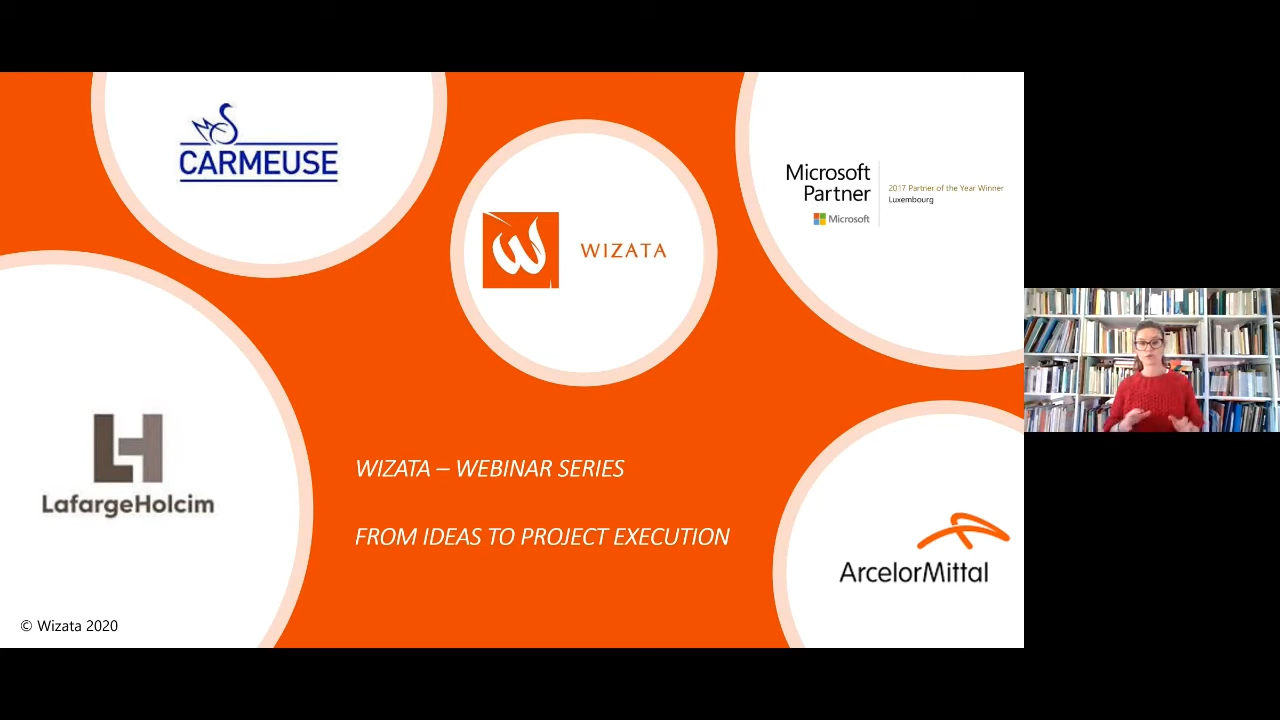 CARMEUSE
WIZATA
Microsoft
Partner
Microsoft
2017 Partner of the Year Winner
Luxembourg
LafargeHolcim
WIZATA – WEBINAR SERIES
FROM IDEAS TO PROJECT EXECUTION
ArcelorMittal
© Wizata 2020